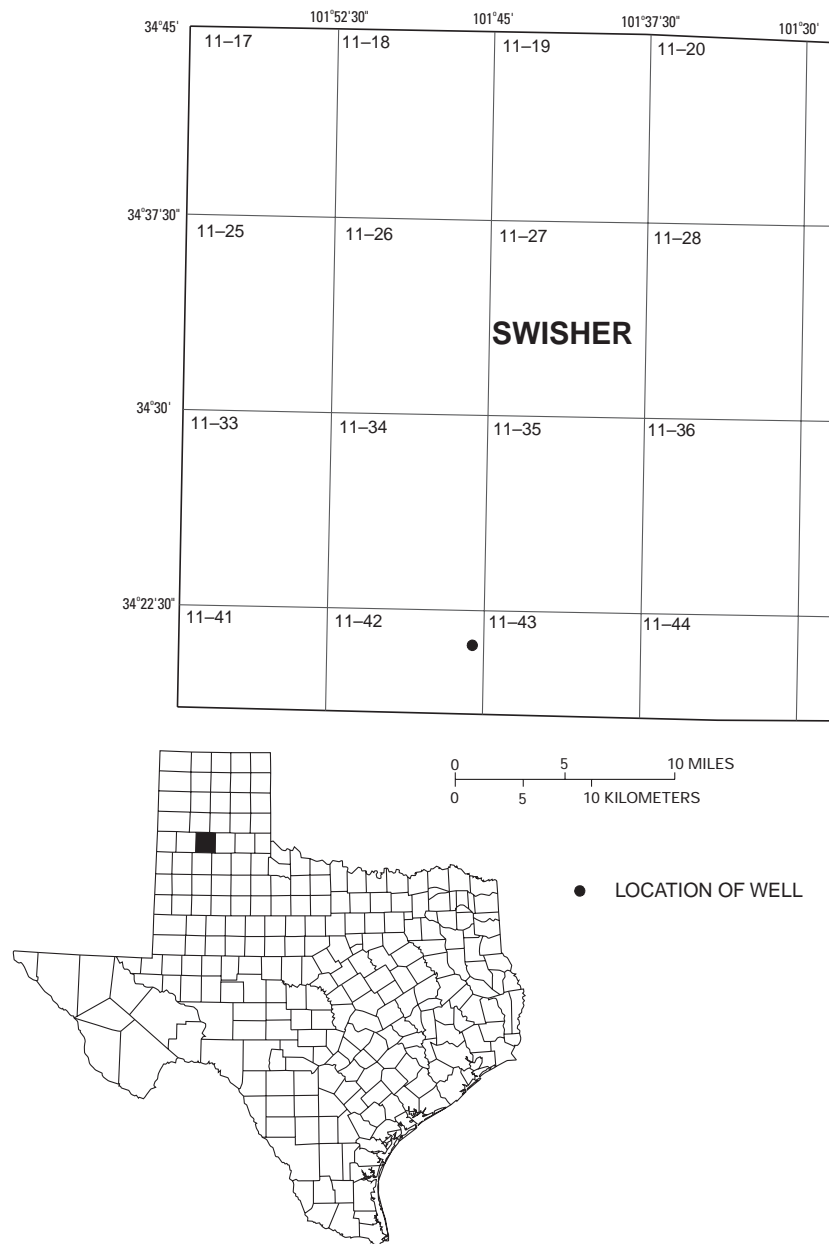 101°52'30" 101°45' 101°37'30" 101°30'
34°45'
11–17 11–18 11–19 11–20
34°37'30"
11–25 11–26 11–27 11–28
SWISHER
34°30'
11–33 11–34 11–35 11–36
34°22'30"
11–41 11–42 11–43 11–44
0 5 10 MILES
0 5 10 KILOMETERS
LOCATION OF WELL